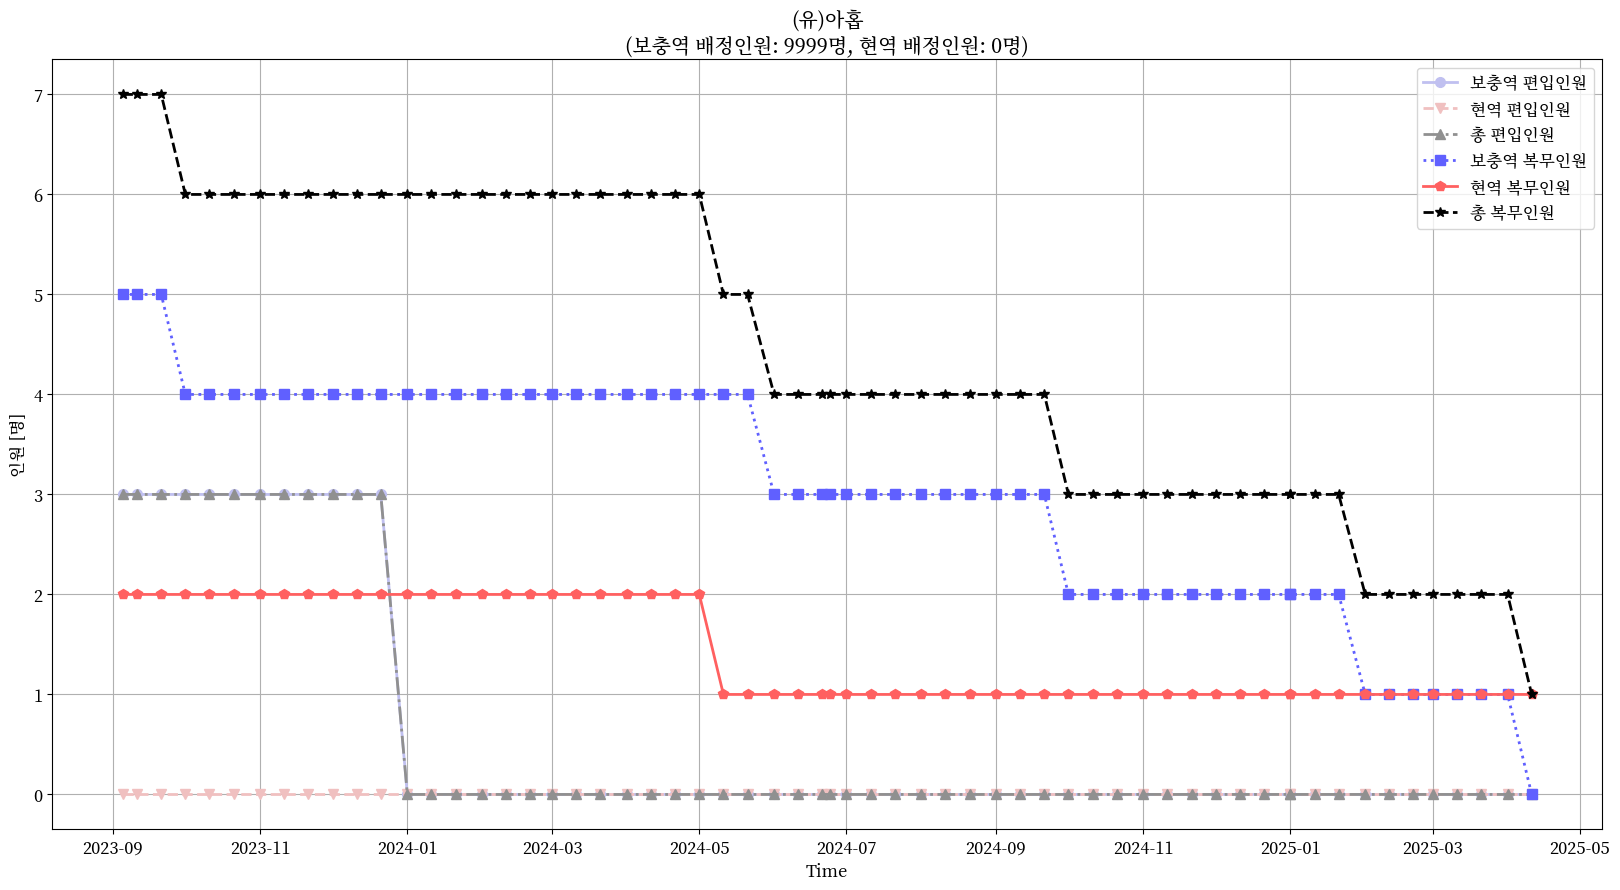 (유)아홉
(보충역 배정인원: 9999명, 현역 배정인원: 0명)
보충역 편입인원
현역 편입인원
총 편입인원
보충역 복무인원
현역 복무인원
총 복무인원
인원 [명]
7
6
5
4
3
2
1
0
2023-09
2023-11
2024-01
2024-03
2024-05
2024-07
2024-09
2024-11
2025-01
2025-03
2025-05
Time